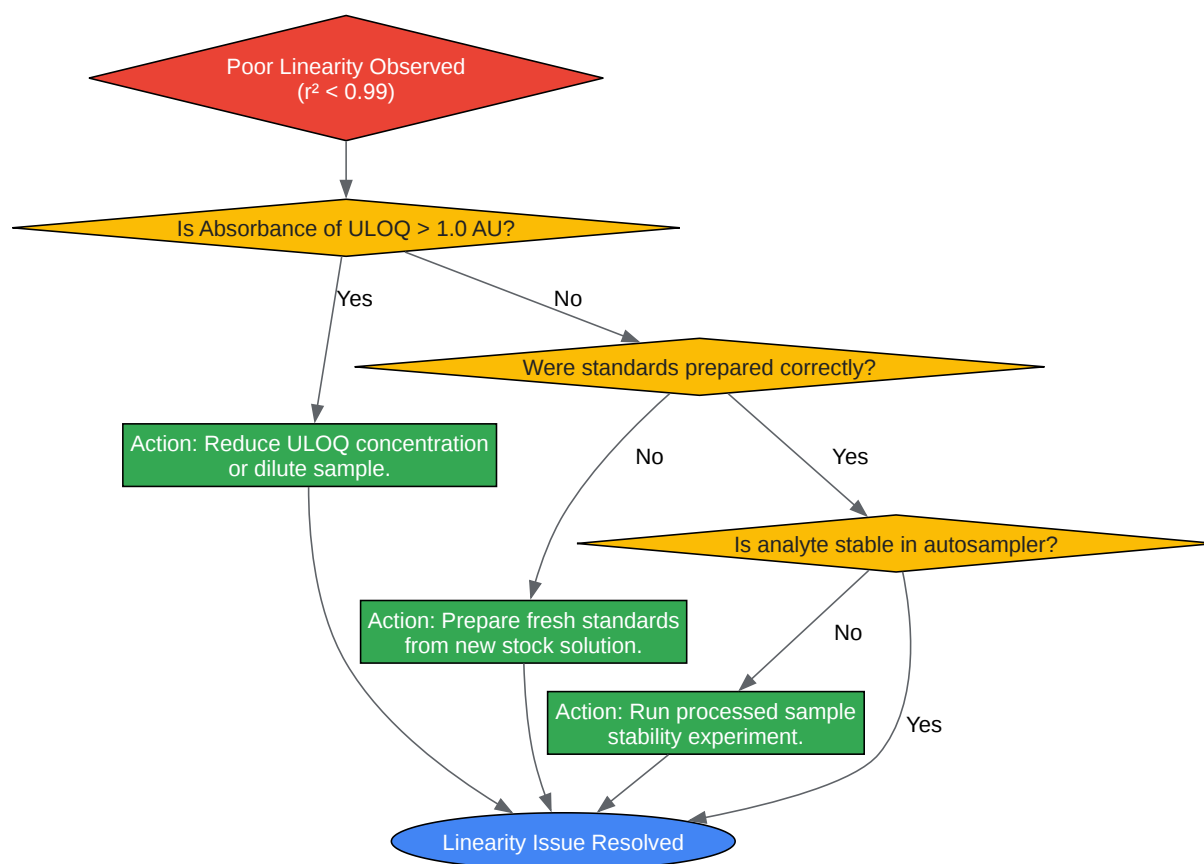 Poor Linearity Observed
(r² < 0.99)
Is Absorbance of ULOQ > 1.0 AU?
Yes
No
Were standards prepared correctly?
Action: Reduce ULOQ concentration
or dilute sample.
No
Yes
Is analyte stable in autosampler?
Action: Prepare fresh standards
from new stock solution.
No
Action: Run processed sample
stability experiment.
Yes
Linearity Issue Resolved